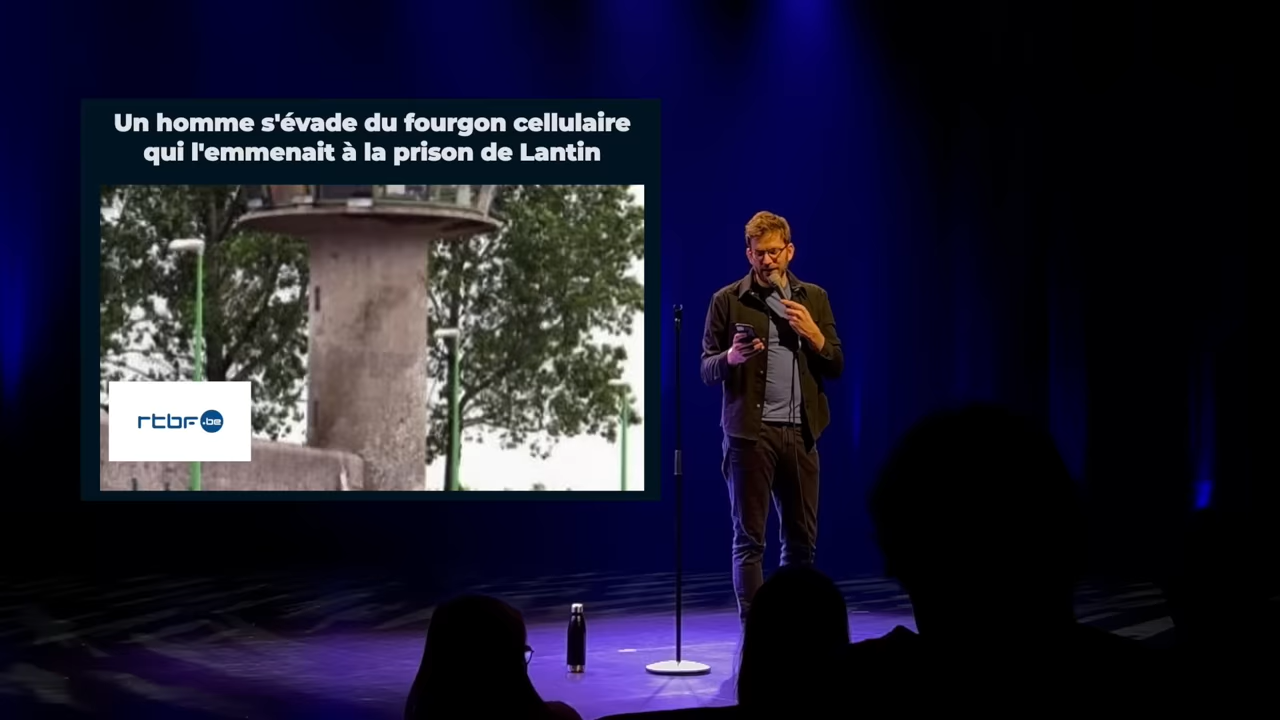 Un homme s'évade du fourgon cellulaire
qui l'emmenait à la prison de Lantin
rtbf.be